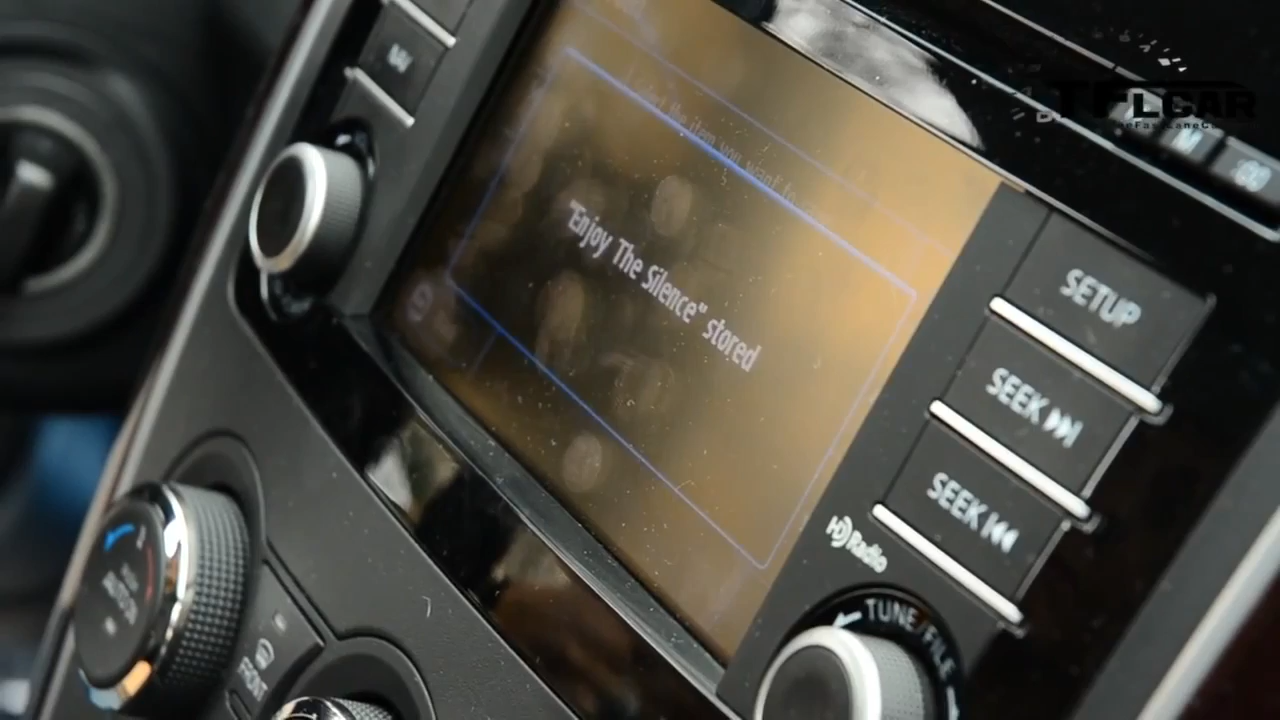 TFLCAR
"Enjoy The Silence" stored
SETUP
SEEK
SEEK
HD Radio
TUNE/FILE
FRONT